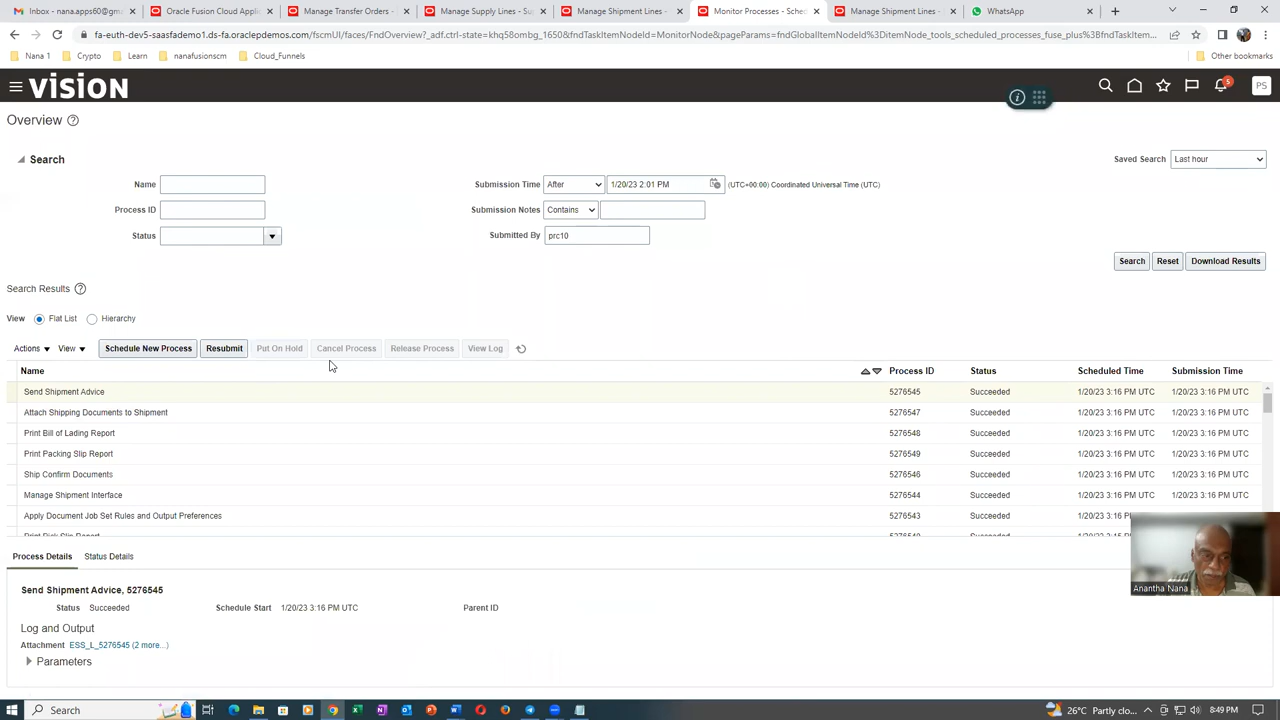 Inbox - nana.apps60@gmail.co
Oracle Fusion Cloud Applic
Manage Transfer Orders -
Manage Supply Lines - Su
Manage Shipment Lines -
Monitor Processes - Sche
Manage Shipment Lines -
WhatsApp
fa-euth-dev5-saasfademo1.ds-fa.oraclepdemos.com/fscmUI/faces/FndOverview?_adf.ctrl-state=khq58ombg_1650&pageParams=fndGlobalItemNodeId%3DitemNode_tools_scheduled_processes_fuse_plus%3BfndTaskItem...
fndTaskItemNodeId=MonitorNode
Nana 1
Crypto
Learn
nanafusionscm
Cloud_Funnels
Other bookmarks
VISION
5
PS
Overview
Search
Saved Search Last hour
Name
Submission Time After 1/20/23 2:01 PM (UTC+00:00) Coordinated Universal Time (UTC)
Process ID
Submission Notes Contains
Status
Submitted By prc10
Search Reset Download Results
Search Results
View Flat List Hierarchy
Actions View Schedule New Process Resubmit Put On Hold Cancel Process Release Process View Log
Name Process ID Status Scheduled Time Submission Time
Send Shipment Advice 5276545 Succeeded 1/20/23 3:16 PM UTC 1/20/23 3:16 PM UTC
Attach Shipping Documents to Shipment 5276547 Succeeded 1/20/23 3:16 PM UTC 1/20/23 3:16 PM UTC
Print Bill of Lading Report 5276548 Succeeded 1/20/23 3:16 PM UTC 1/20/23 3:16 PM UTC
Print Packing Slip Report 5276549 Succeeded 1/20/23 3:16 PM UTC 1/20/23 3:16 PM UTC
Ship Confirm Documents 5276546 Succeeded 1/20/23 3:16 PM UTC 1/20/23 3:16 PM UTC
Manage Shipment Interface 5276544 Succeeded 1/20/23 3:16 PM UTC 1/20/23 3:16 PM UTC
Apply Document Job Set Rules and Output Preferences 5276543 Succeeded 1/20/23 3:16 PM
Print Pick Slip Report
Process Details Status Details
Send Shipment Advice, 5276545
Status Succeeded Schedule Start 1/20/23 3:16 PM UTC Parent ID
Log and Output
Attachment ESS_L_5276545 (2 more...)
Parameters
Anantha Nana
Search
26°C Partly clo...
8:49 PM